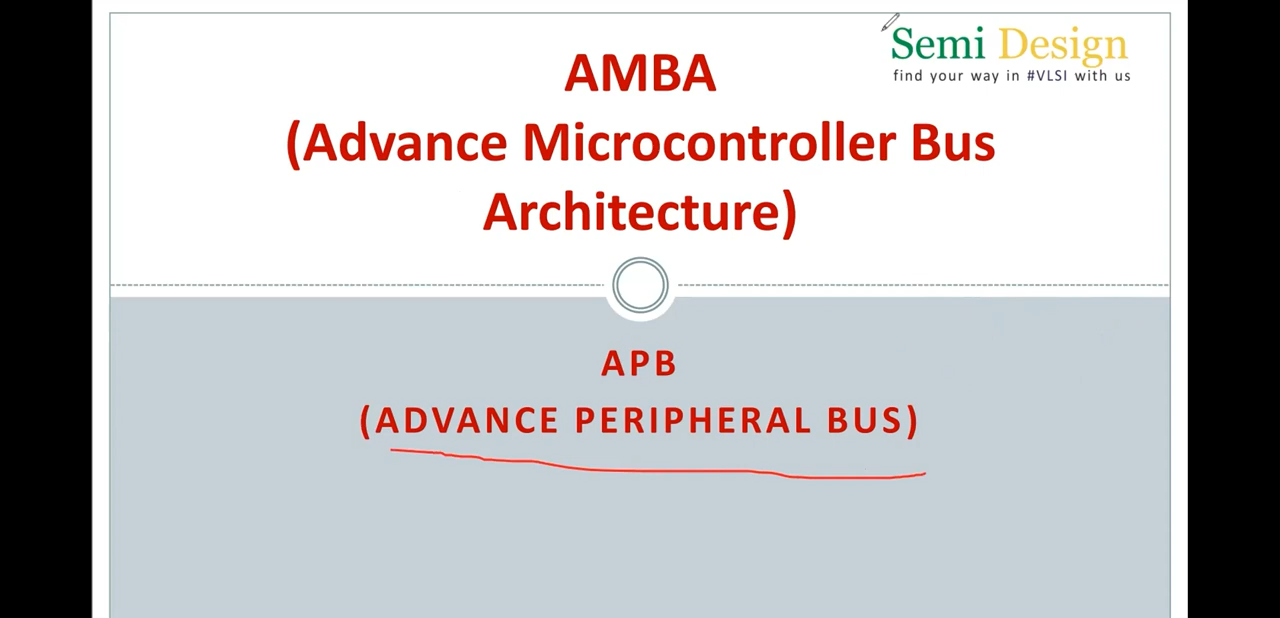 Semi Design
find your way in #VLSI with us
AMBA
(Advance Microcontroller Bus
Architecture)
APB
(ADVANCE PERIPHERAL BUS)